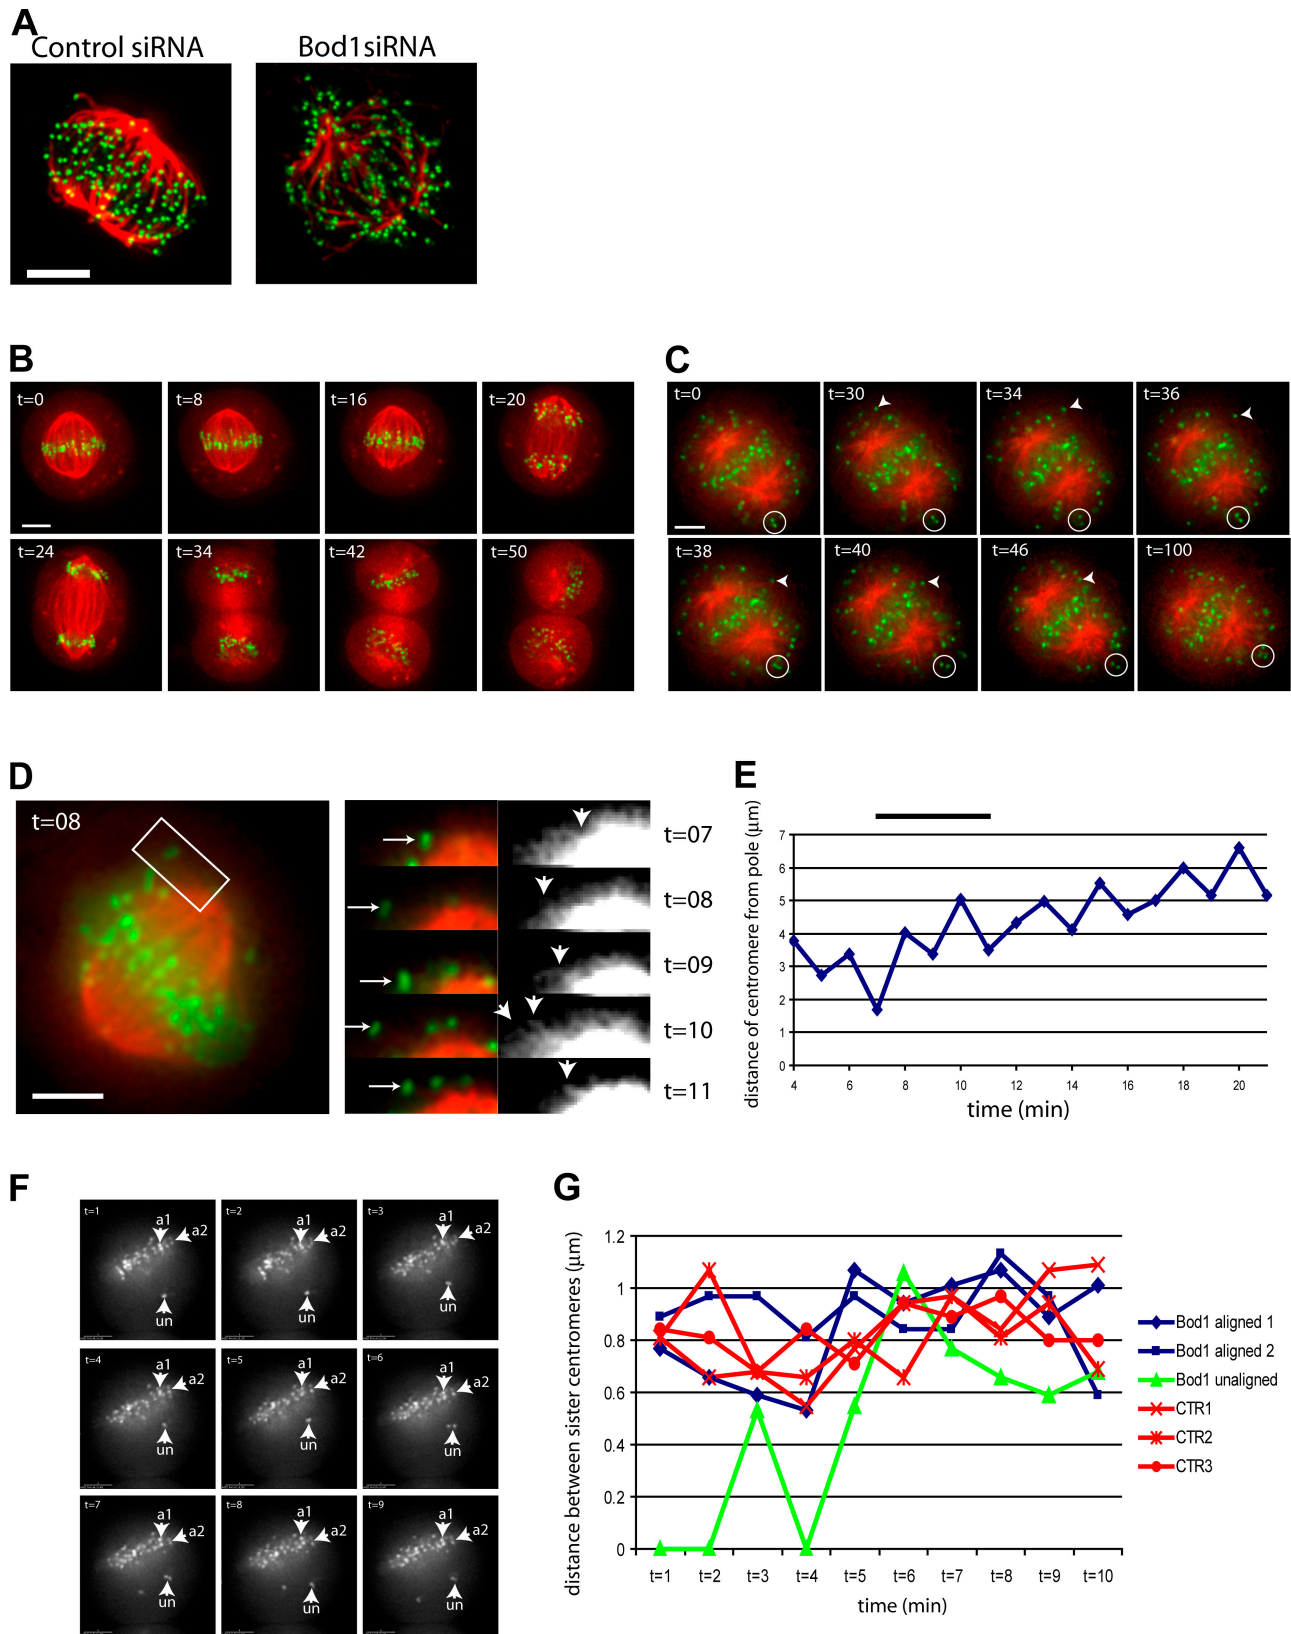 A
Control siRNA
Bod1siRNA
B
t=0
t=8
t=16
t=20
t=24
t=34
t=42
t=50
C
t=0
t=30
t=34
t=36
t=38
t=40
t=46
t=100
D
t=08
t=07
t=08
t=09
t=10
t=11
E
distance of centromere from pole (μm)
7
6
5
4
3
2
1
0
4
6
8
10
12
14
16
18
20
time (min)
F
t=1
a1
a2
un
t=2
a1
a2
un
t=3
a1
a2
un
t=4
a1
a2
un
t=5
a1
a2
un
t=6
a1
a2
un
t=7
a1
a2
un
t=8
a1
a2
un
t=9
a1
a2
un
G
distance between sister centromeres (μm)
1.2
1
0.8
0.6
0.4
0.2
0
t=1
t=2
t=3
t=4
t=5
t=6
t=7
t=8
t=9
t=10
time (min)
Bod1 aligned 1
Bod1 aligned 2
Bod1 unaligned
CTR1
CTR2
CTR3